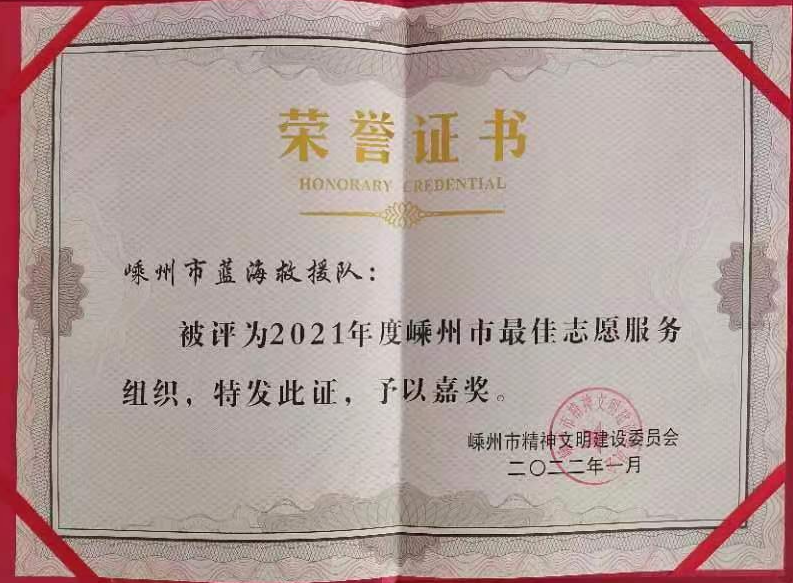 荣誉证书
HONORARY CREDENTIAL
嵊州市蓝海救援队：
被评为2021年度嵊州市最佳志愿服务
组织，特发此证，予以嘉奖。
嵊州市精神文明建设委员会
二〇二二年一月